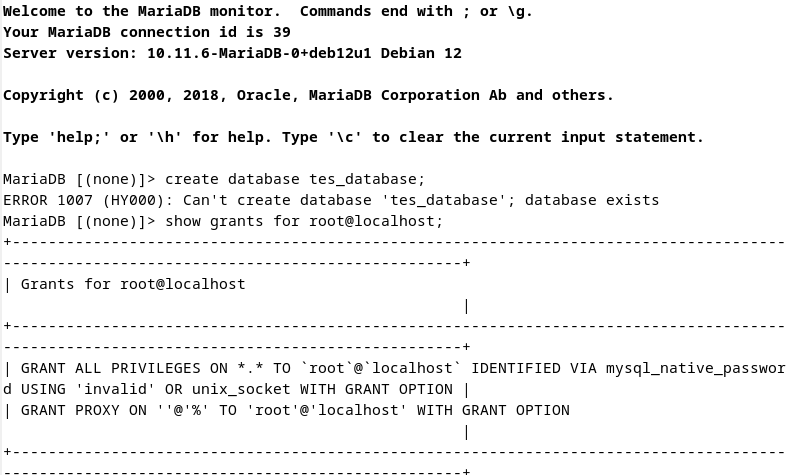 Welcome to the MariaDB monitor.  Commands end with ; or \g.
Your MariaDB connection id is 39
Server version: 10.11.6-MariaDB-0+deb12u1 Debian 12

Copyright (c) 2000, 2018, Oracle, MariaDB Corporation Ab and others.

Type 'help;' or '\h' for help. Type '\c' to clear the current input statement.

MariaDB [(none)]> create database tes_database;
ERROR 1007 (HY000): Can't create database 'tes_database'; database exists
MariaDB [(none)]> show grants for root@localhost;
+--------------------------------------------------------------------------------------
---------------------------------------------------+
| Grants for root@localhost
                                                   |
+--------------------------------------------------------------------------------------
---------------------------------------------------+
| GRANT ALL PRIVILEGES ON *.* TO `root`@`localhost` IDENTIFIED VIA mysql_native_passwor
d USING 'invalid' OR unix_socket WITH GRANT OPTION |
| GRANT PROXY ON ''@'%' TO 'root'@'localhost' WITH GRANT OPTION
                                                   |
+--------------------------------------------------------------------------------------
---------------------------------------------------+